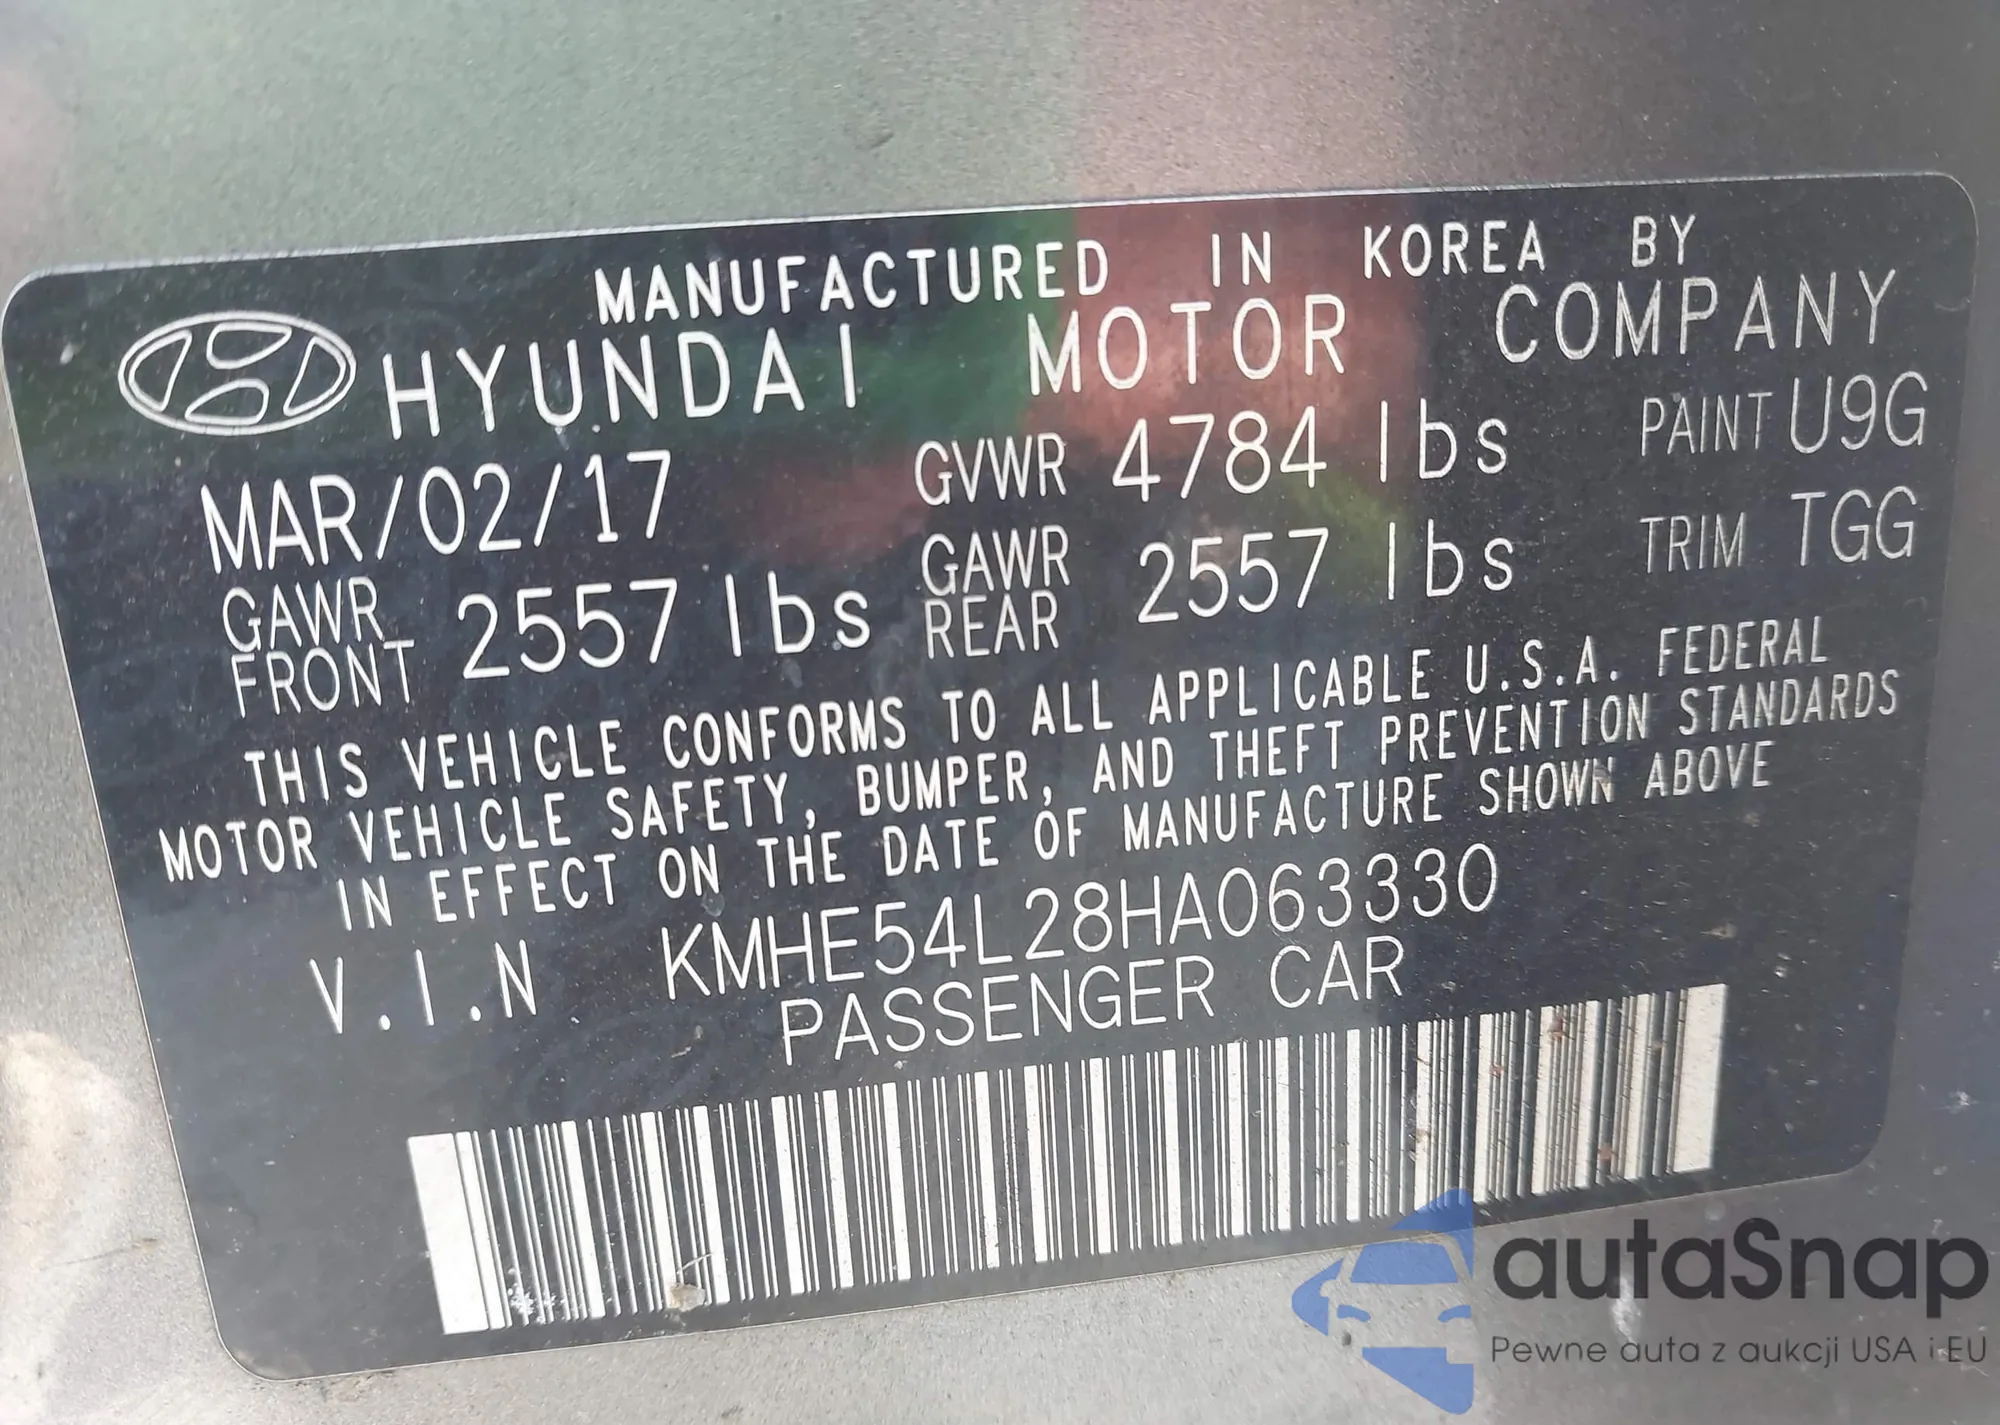 MANUFACTURED IN KOREA BY
HYUNDAI MOTOR COMPANY
MAR/02/17 GVWR 4784 lbs PAINT U9G
GAWR FRONT 2557 lbs GAWR REAR 2557 lbs TRIM TGG
THIS VEHICLE CONFORMS TO ALL APPLICABLE U.S.A. FEDERAL
MOTOR VEHICLE SAFETY, BUMPER, AND THEFT PREVENTION STANDARDS
IN EFFECT ON THE DATE OF MANUFACTURE SHOWN ABOVE
V.I.N KMHE54L28HA063330
PASSENGER CAR
autaSnap
Pewne auta z aukcji USA i EU